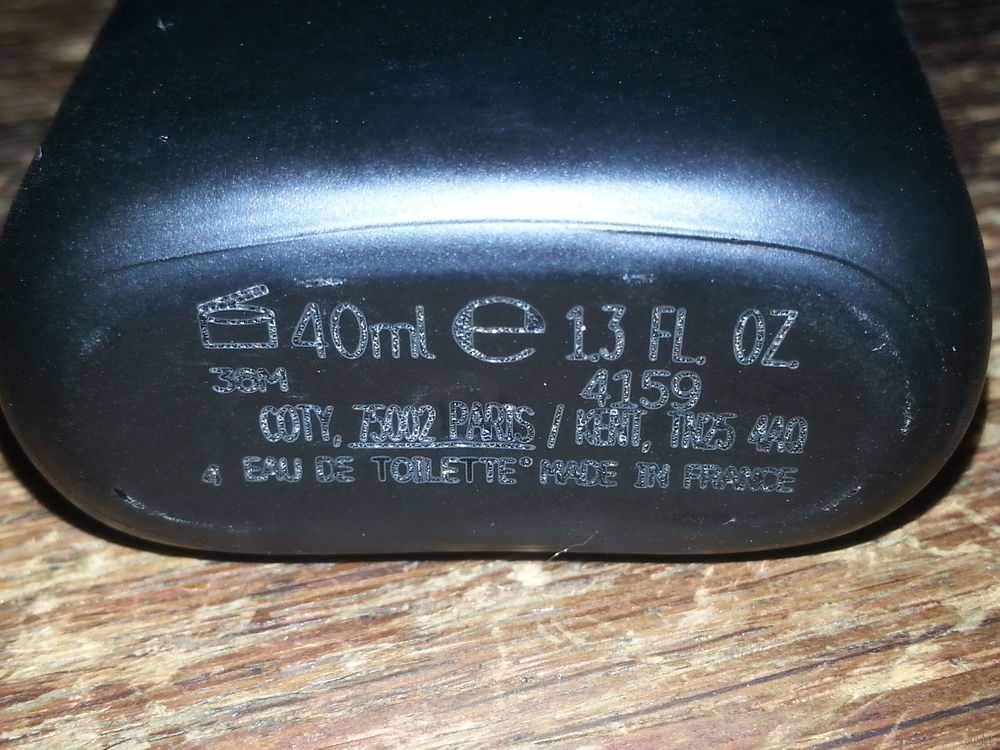 40ml e 1.3 FL. OZ
36M 4159
COTY, 75002 PARIS / KENT, TN25 4AQ
4 EAU DE TOILETTE® MADE IN FRANCE